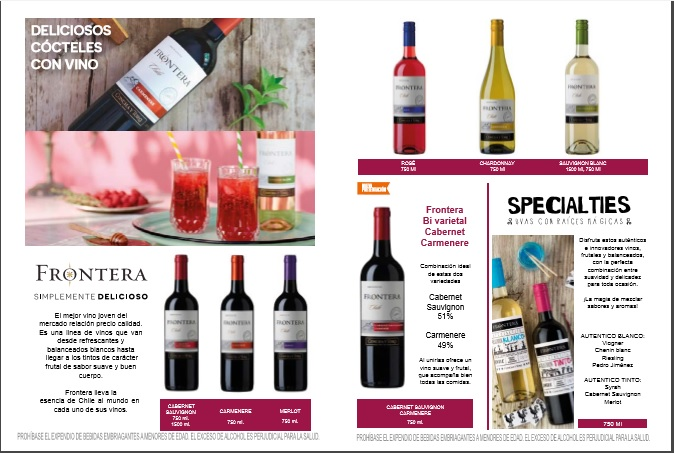 DELICIOSOS
CÓCTELES
CON VINO
FRONTERA
SIMPLEMENTE DELICIOSO
El mejor vino joven del
mercado relación precio calidad.
Es una línea de vinos que van
desde refrescantes y
balanceados blancos hasta
llegar a los tintos de carácter
frutal de sabor suave y buen
cuerpo.
Frontera lleva la
esencia de Chile al mundo en
cada uno de sus vinos.
FRONTERA
FRONTERA
FRONTERA
CABERNET
SAUVIGNON
750 ml.
1500 ml.
CARMENERE
750 ml.
MERLOT
750 ml.
PROHÍBASE EL EXPENDIO DE BEBIDAS EMBRIAGANTES A MENORES DE EDAD. EL EXCESO DE ALCOHOL ES PERJUDICIAL PARA LA SALUD.
ROSÉ
750 Ml
CHARDONNAY
750 Ml
SAUVIGNON BLANC
1500 Ml, 750 Ml
FRONTERA
Frontera
Bi varietal
Cabernet
Carmenere
Combinación ideal
de estas dos
variedades
Cabernet
Sauvignon
51%
Carmenere
49%
Al unirlas ofrece un
vino suave y frutal,
que acompaña bien
todas las comidas.
CABERNET SAUVIGNON
CARMENERE
750 ml.
SPECIALTIES
UVAS CON RAÍCES MÁGICAS
Disfruta estos auténticos
e innovadores vinos,
frutales y balanceados,
con la perfecta
combinación entre
suavidad y delicadez
para toda ocasión.
¡La magia de mezclar
sabores y aromas!
AUTENTICO BLANCO:
Viogner
Chenin blanc
Riesling
Pedro Jiménez
AUTENTICO TINTO:
Syrah
Cabernet Sauvignon
Merlot
750 Ml
PROHÍBASE EL EXPENDIO DE BEBIDAS EMBRIAGANTES A MENORES DE EDAD. EL EXCESO DE ALCOHOL ES PERJUDICIAL PARA LA SALUD.